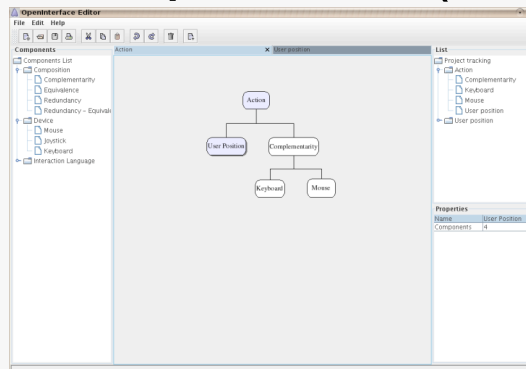 OpenInterface Editor
File Edit Help
Components
Components List
Composition
Complementarity
Equivalence
Redundancy
Redundancy – Equival
Device
Mouse
Joystick
Keyboard
Interaction Language
Action
User position
Action
User Position
Complementarity
Keyboard
Mouse
List
Project tracking
Action
Complementarity
Keyboard
Mouse
User position
User position
Properties
Name User Position
Components 4